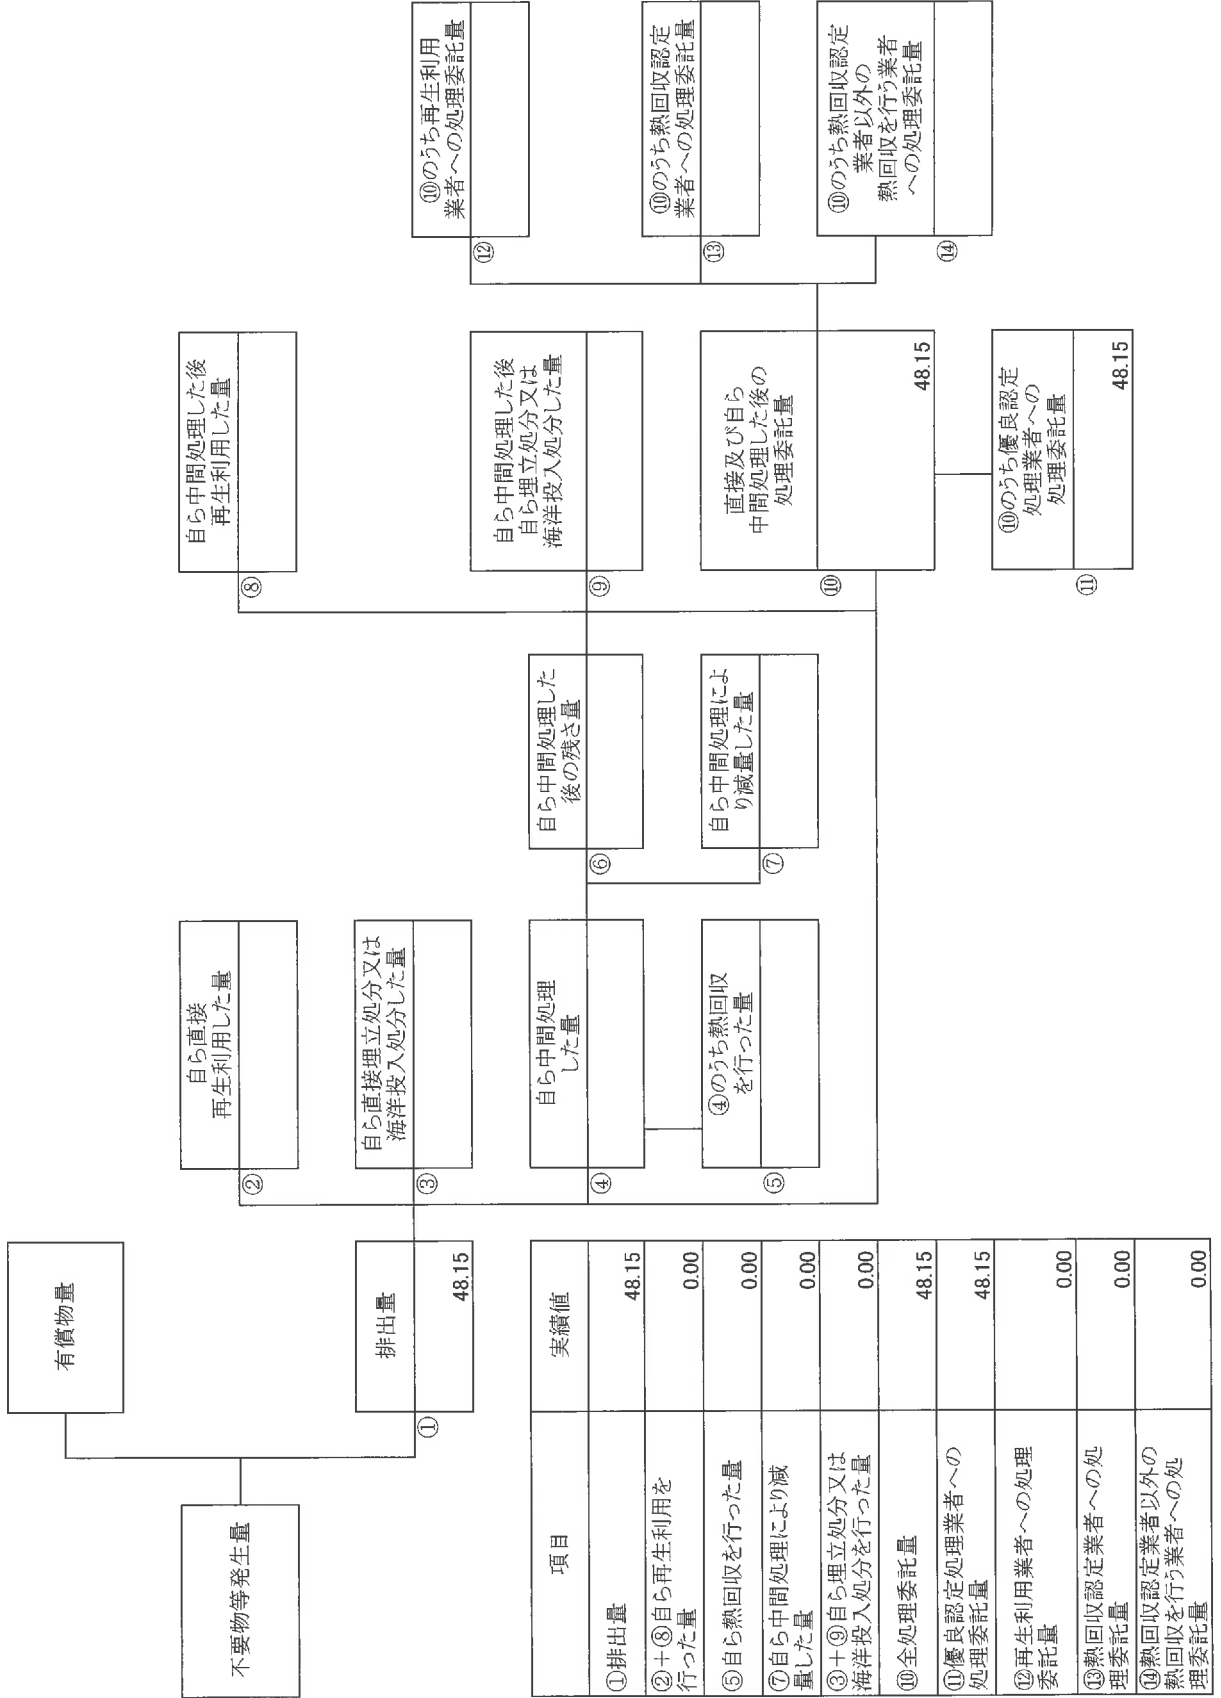 不要物等発生量
有償物量
①
排出量
48.15
②
自ら直接
再生利用した量
③
自ら直接埋立処分又は
海洋投入処分した量
④
自ら中間処理
した量
⑤
④のうち熱回収
を行った量
⑥
自ら中間処理した
後の残さ量
⑦
自ら中間処理によ
り減量した量
⑧
自ら中間処理した後
再生利用した量
⑨
自ら中間処理した後
自ら埋立処分又は
海洋投入処分した量
⑩
直接及び自ら
中間処理した後の
処理委託量
48.15
⑪
⑩のうち優良認定
処理業者への
処理委託量
48.15
⑫
⑩のうち再生利用
業者への処理委託量
⑬
⑩のうち熱回収認定
業者への処理委託量
⑭
⑩のうち熱回収認定
業者以外の
熱回収を行う業者
への処理委託量
項目 実績値
①排出量 48.15
②+⑧自ら再生利用を
行った量 0.00
⑤自ら熱回収を行った量 0.00
⑦自ら中間処理により減
量した量 0.00
③+⑨自ら埋立処分又は
海洋投入処分を行った量 0.00
⑩全処理委託量 48.15
⑪優良認定処理業者への
処理委託量 48.15
⑫再生利用業者への処理
委託量 0.00
⑬熱回収認定業者への処
理委託量 0.00
⑭熱回収認定業者以外の
熱回収を行う業者への処
理委託量 0.00